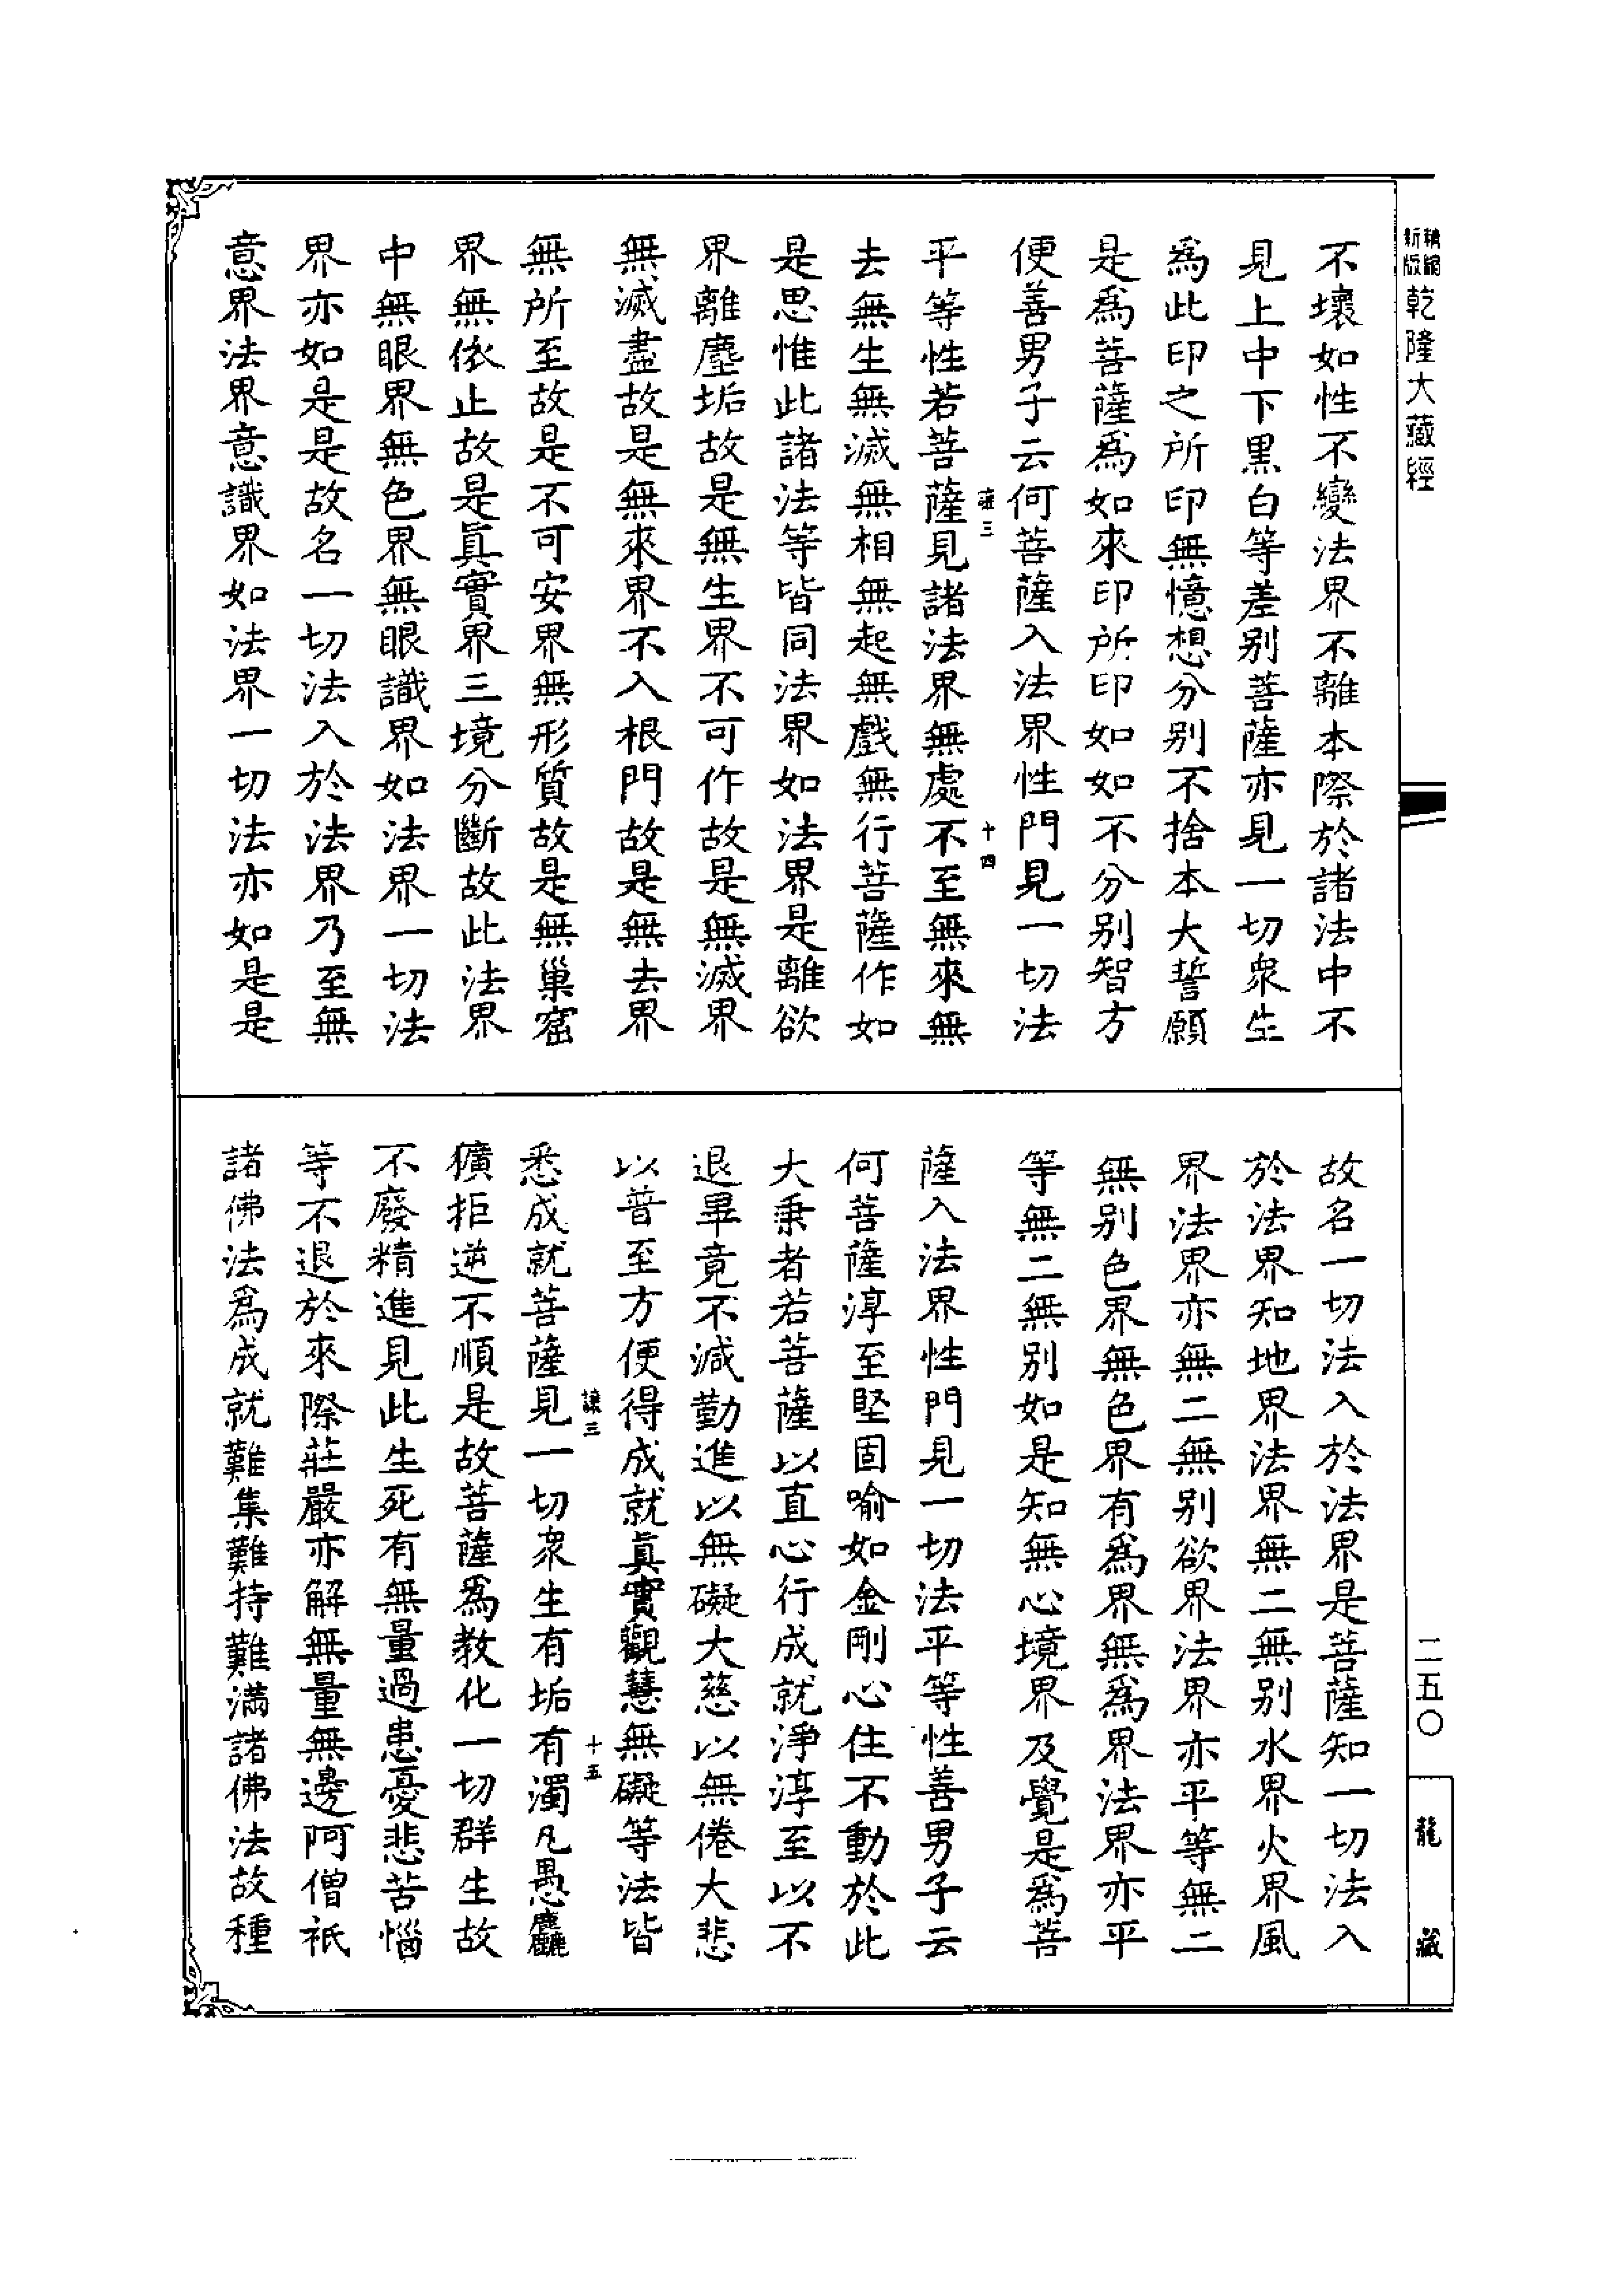 乾隆大藏經
不壞如性不變法界不離本際於諸法中不
見上中下黑白等差别菩薩亦見一切衆生
爲此印之所印無憶想分别不捨本大誓願
是爲菩薩爲如來印所印如如不分别智方
便善男子云何菩薩入法界性門見一切法
平等性若菩薩見諸法界無處不至無來無
去無生無滅無相無起無戲無行菩薩作如
是思惟此諸法等皆同法界如法界是離欲
界離塵垢故是無生界不可作故是無滅界
無滅盡故是無來界不入根門故是無去界
無所至故是不可安界無形質故是無巢窟
界無依止故是眞實界三境分斷故此法界
中無眼界無色界無眼識界如法界一切法
界亦如是是故名一切法入於法界乃至無
意界法界意識界如法界一切法亦如是是
三
十四
故名一切法入於法界是菩薩知一切法入
於法界知地界法界無二無别水界火界風
界法界亦無二無别欲界法界亦平等無二
無别色界無色界有爲界無爲界法界亦平
等無二無别如是知無心境界及覺是爲菩
薩入法界性門見一切法平等性善男子云
何菩薩淳至堅固喻如金剛心住不動於此
大乘者若菩薩以直心行成就淨淳至以不
退畢竟不減勤進以無礙大慈以無倦大悲
以普至方便得成就眞實觀慧無礙等法皆
悉成就菩薩見一切衆生有垢有濁凡愚麤
獷拒逆不順是故菩薩爲教化一切群生故
不廢精進見此生死有無量過患憂悲苦惱
等不退於來際莊嚴亦解無量無邊阿僧祇
諸佛法爲成就難集難持難滿諸佛法故種
讓三
十五
二五〇
龍藏